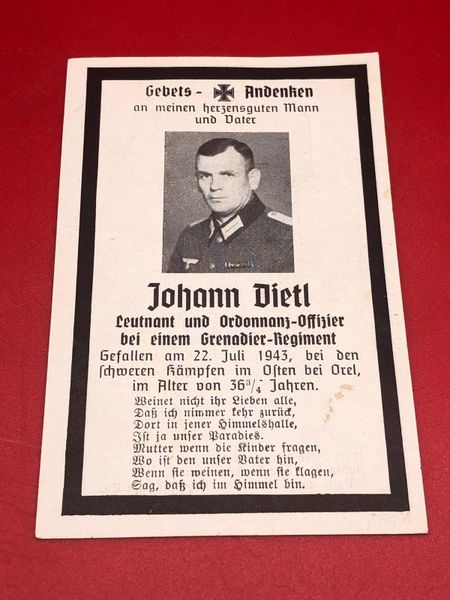 Gebets- Andenken
an meinen herzensguten Mann
und Vater
Johann Dietl
Leutnant und Ordonnanz-Offizier
bei einem Grenadier-Regiment
Gefallen am 22. Juli 1943, bei den
schweren Kämpfen im Osten bei Orel,
im Alter von 36¾ Jahren.
Weinet nicht ihr Lieben alle,
Daß ich nimmer kehr zurück,
Dort in jener Himmelshalle,
Ist ja unser Paradies.
Mutter wenn die Kinder fragen,
Wo ist den unser Vater hin,
Wenn sie weinen, wenn sie klagen,
Sag, daß ich im Himmel bin.